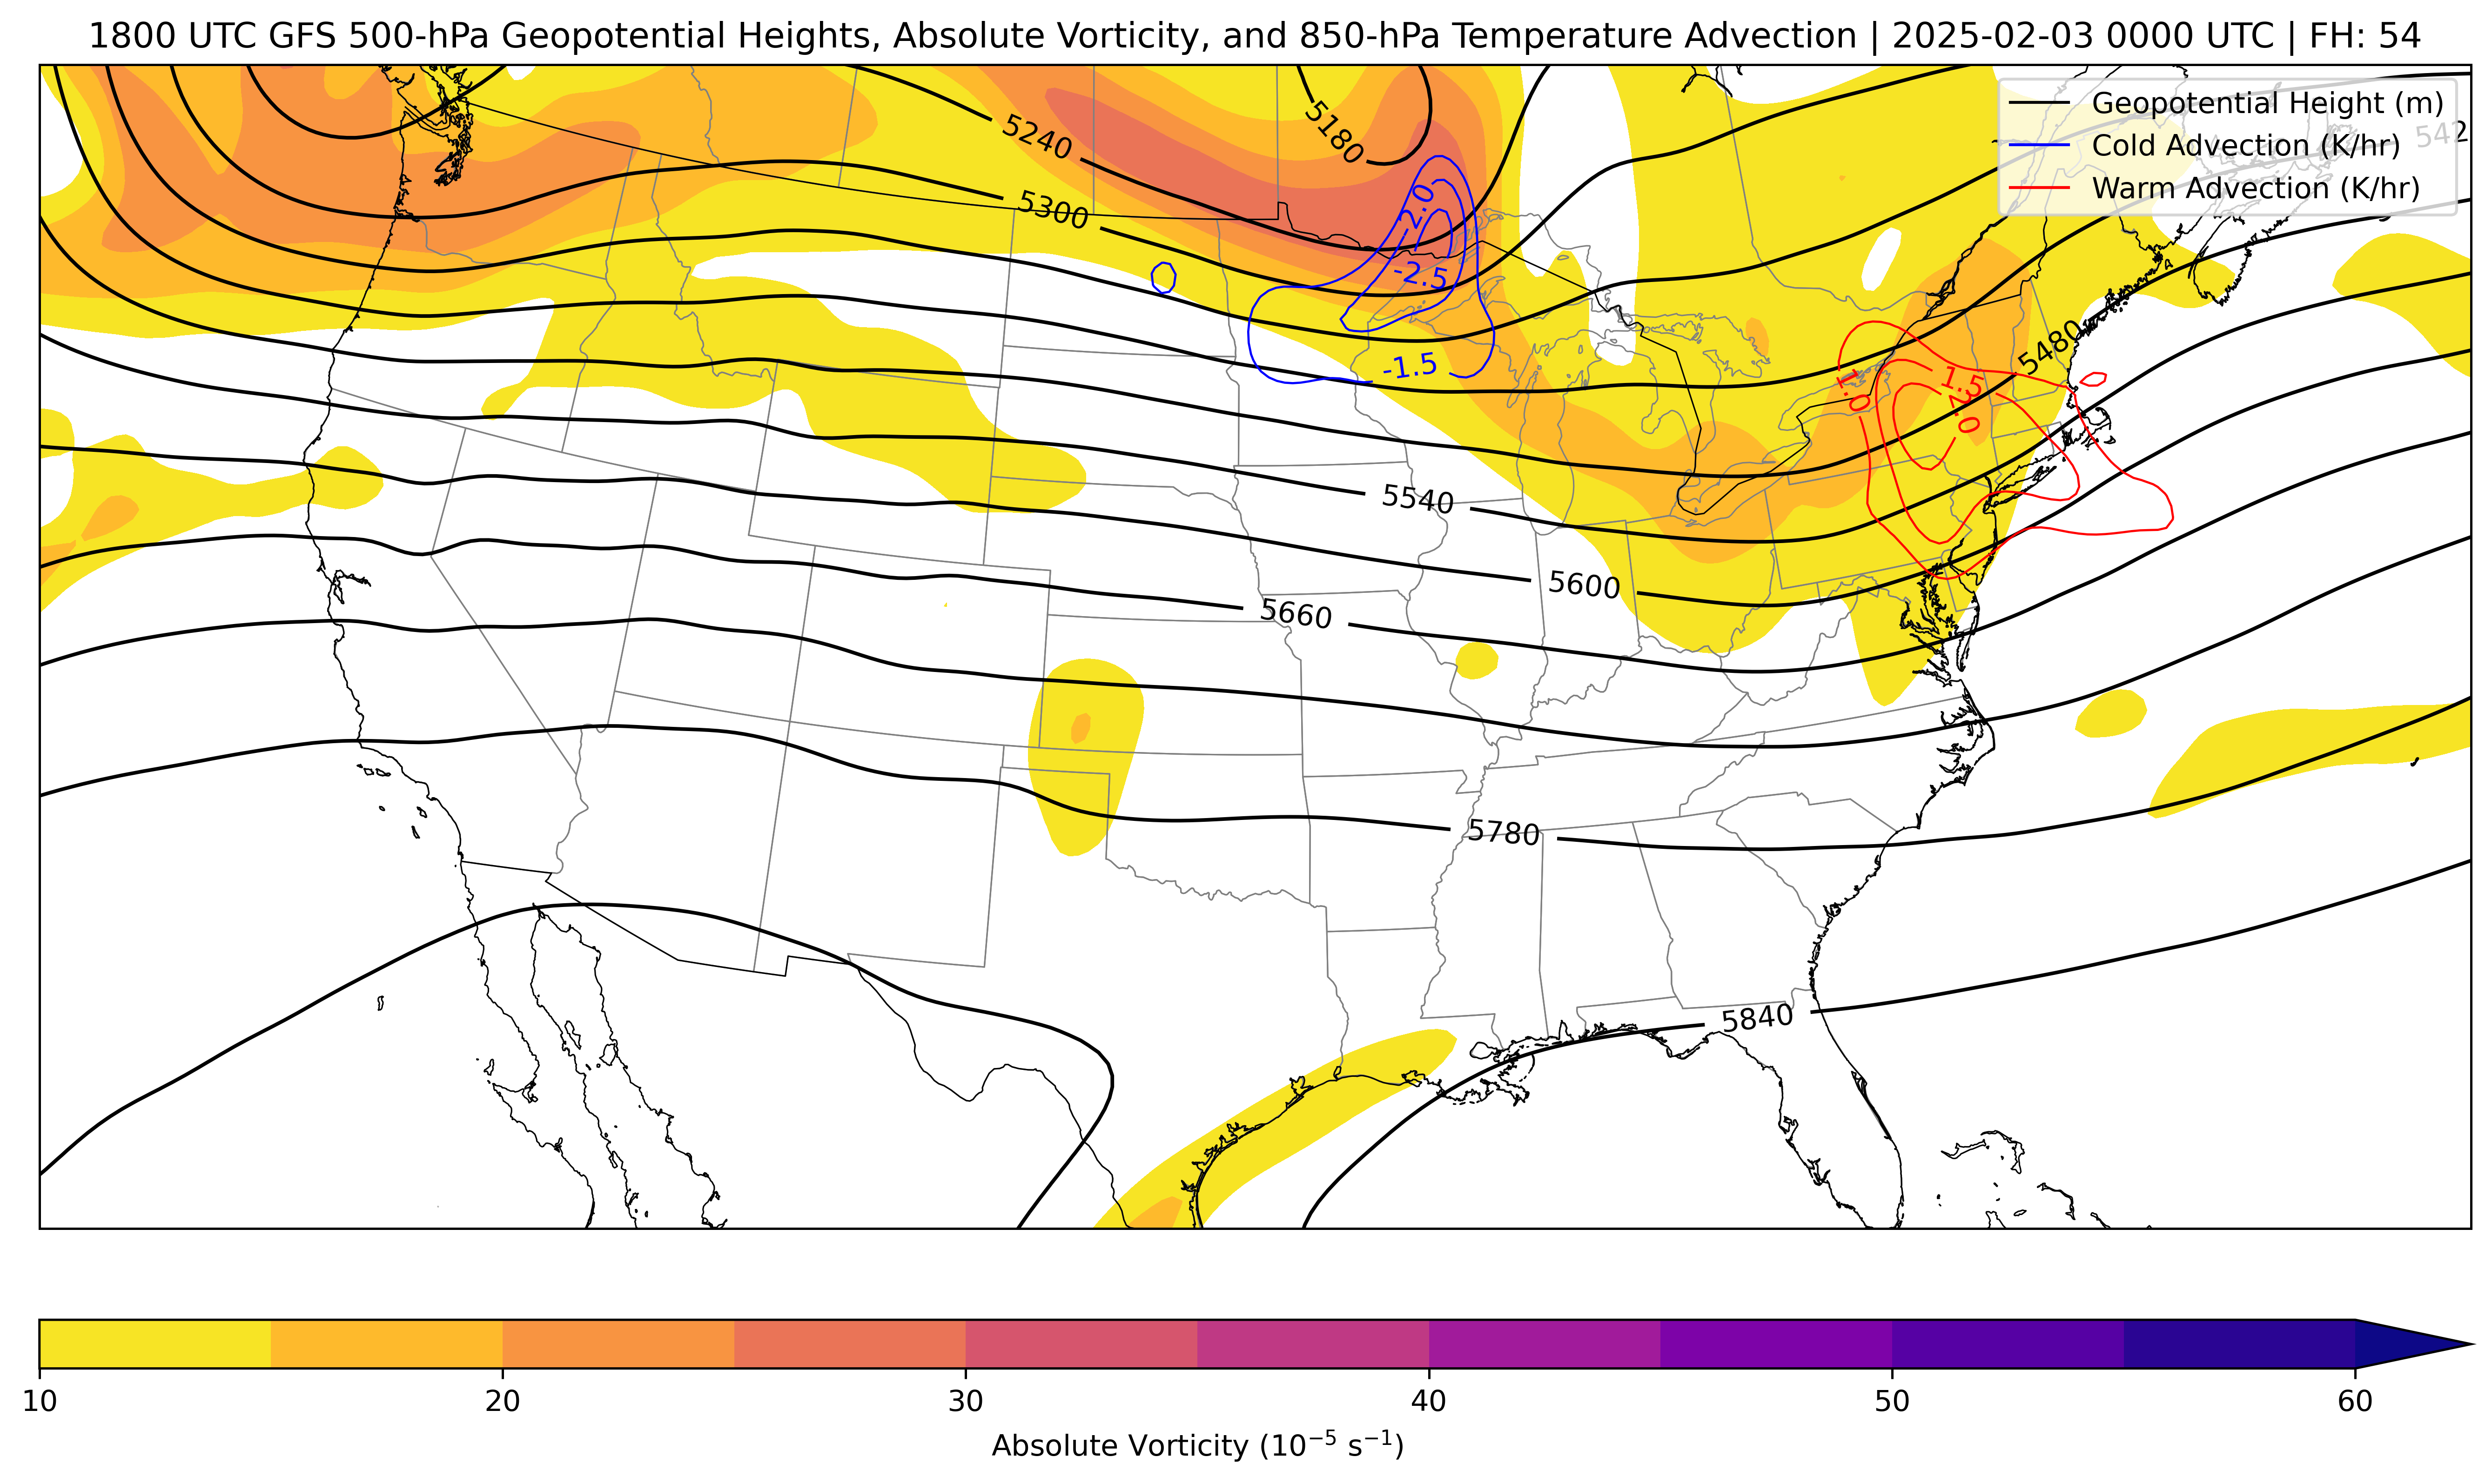 1800 UTC GFS 500-hPa Geopotential Heights, Absolute Vorticity, and 850-hPa Temperature Advection | 2025-02-03 0000 UTC | FH: 54
Geopotential Height (m)
Cold Advection (K/hr)
Warm Advection (K/hr)
5180
5240
542
5300
-2.0
-2.5
-1.5
5480
1.0
1.5
2.0
5540
5600
5660
5780
5840
10 20 30 40 50 60
Absolute Vorticity (10⁻⁵ s⁻¹)